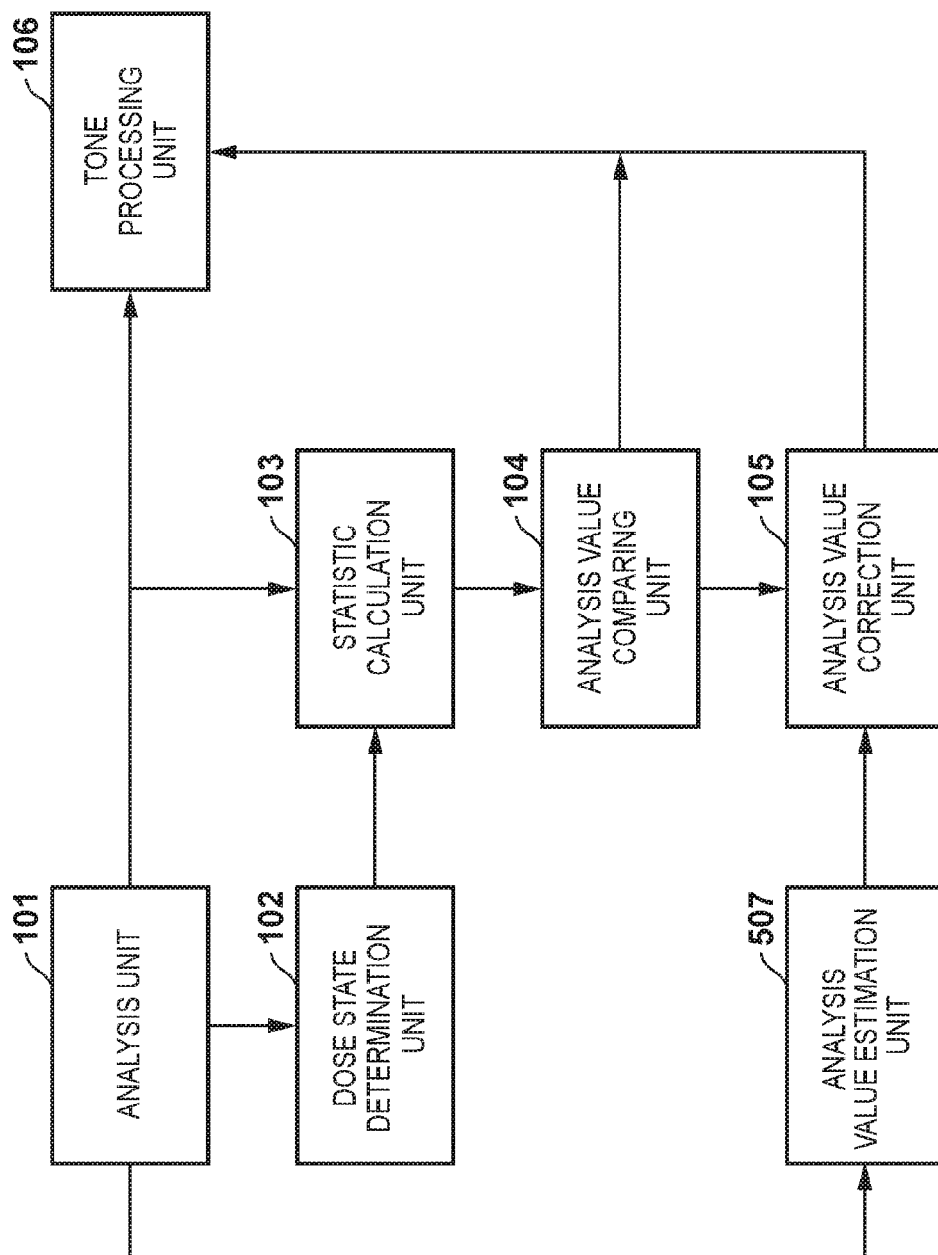 101
ANALYSIS UNIT
102
DOSE STATE
DETERMINATION
UNIT
103
STATISTIC
CALCULATION
UNIT
104
ANALYSIS VALUE
COMPARING
UNIT
105
ANALYSIS VALUE
CORRECTION
UNIT
106
TONE
PROCESSING
UNIT
507
ANALYSIS
VALUE ESTIMATION
UNIT